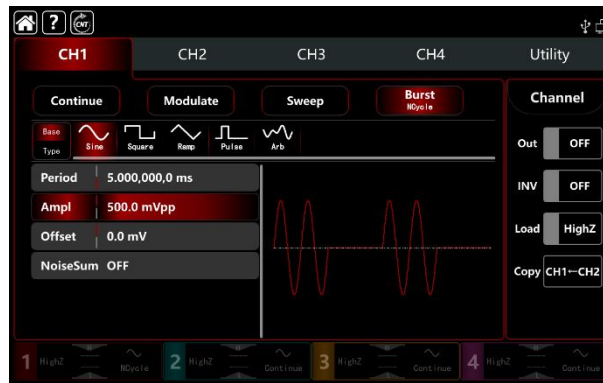 ? CNT
CH1 CH2 CH3 CH4 Utility
Continue Modulate Sweep Burst Channel
NCycle
Base
Type Sine Square Ramp Pulse Arb
Out OFF
Period 5.000,000,0 ms
INV OFF
Ampl 500.0 mVpp
Offset 0.0 mV
Load HighZ
NoiseSum OFF
Copy CH1←CH2
1 HighZ NCycle 2 HighZ Continue 3 HighZ Continue 4 HighZ Continue